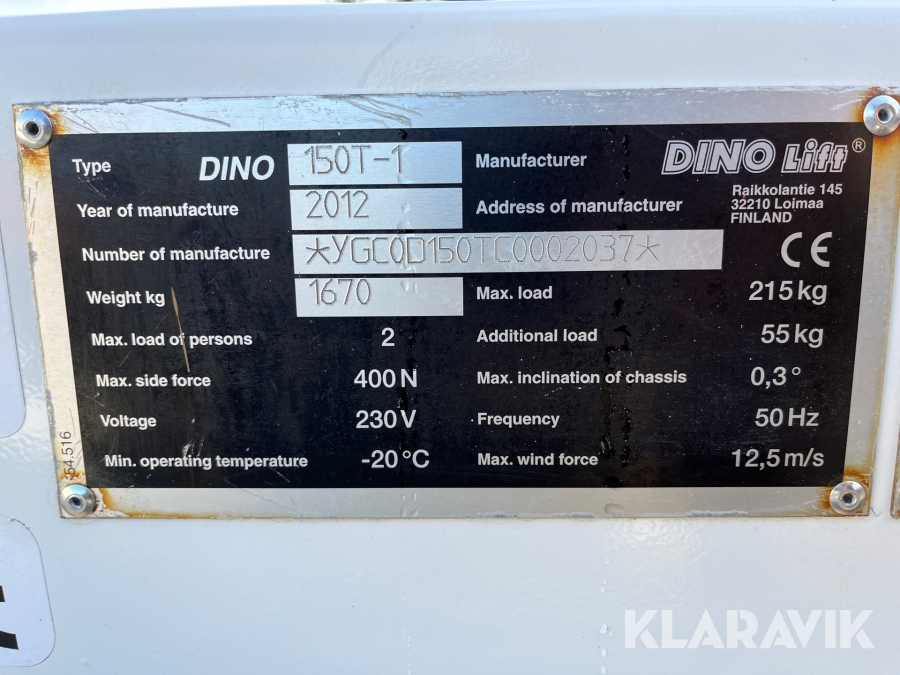 Type DINO 150T-1
Year of manufacture 2012
Number of manufacture *YGC0D150TC0002037*
Weight kg 1670
Max. load of persons 2
Max. side force 400 N
Voltage 230 V
Min. operating temperature -20 °C
Manufacturer DINO Lift ®
Address of manufacturer Raikkolantie 145
32210 Loimaa
FINLAND
CE
Max. load 215 kg
Additional load 55 kg
Max. inclination of chassis 0,3 °
Frequency 50 Hz
Max. wind force 12,5 m/s
54.516
KLARAVIK